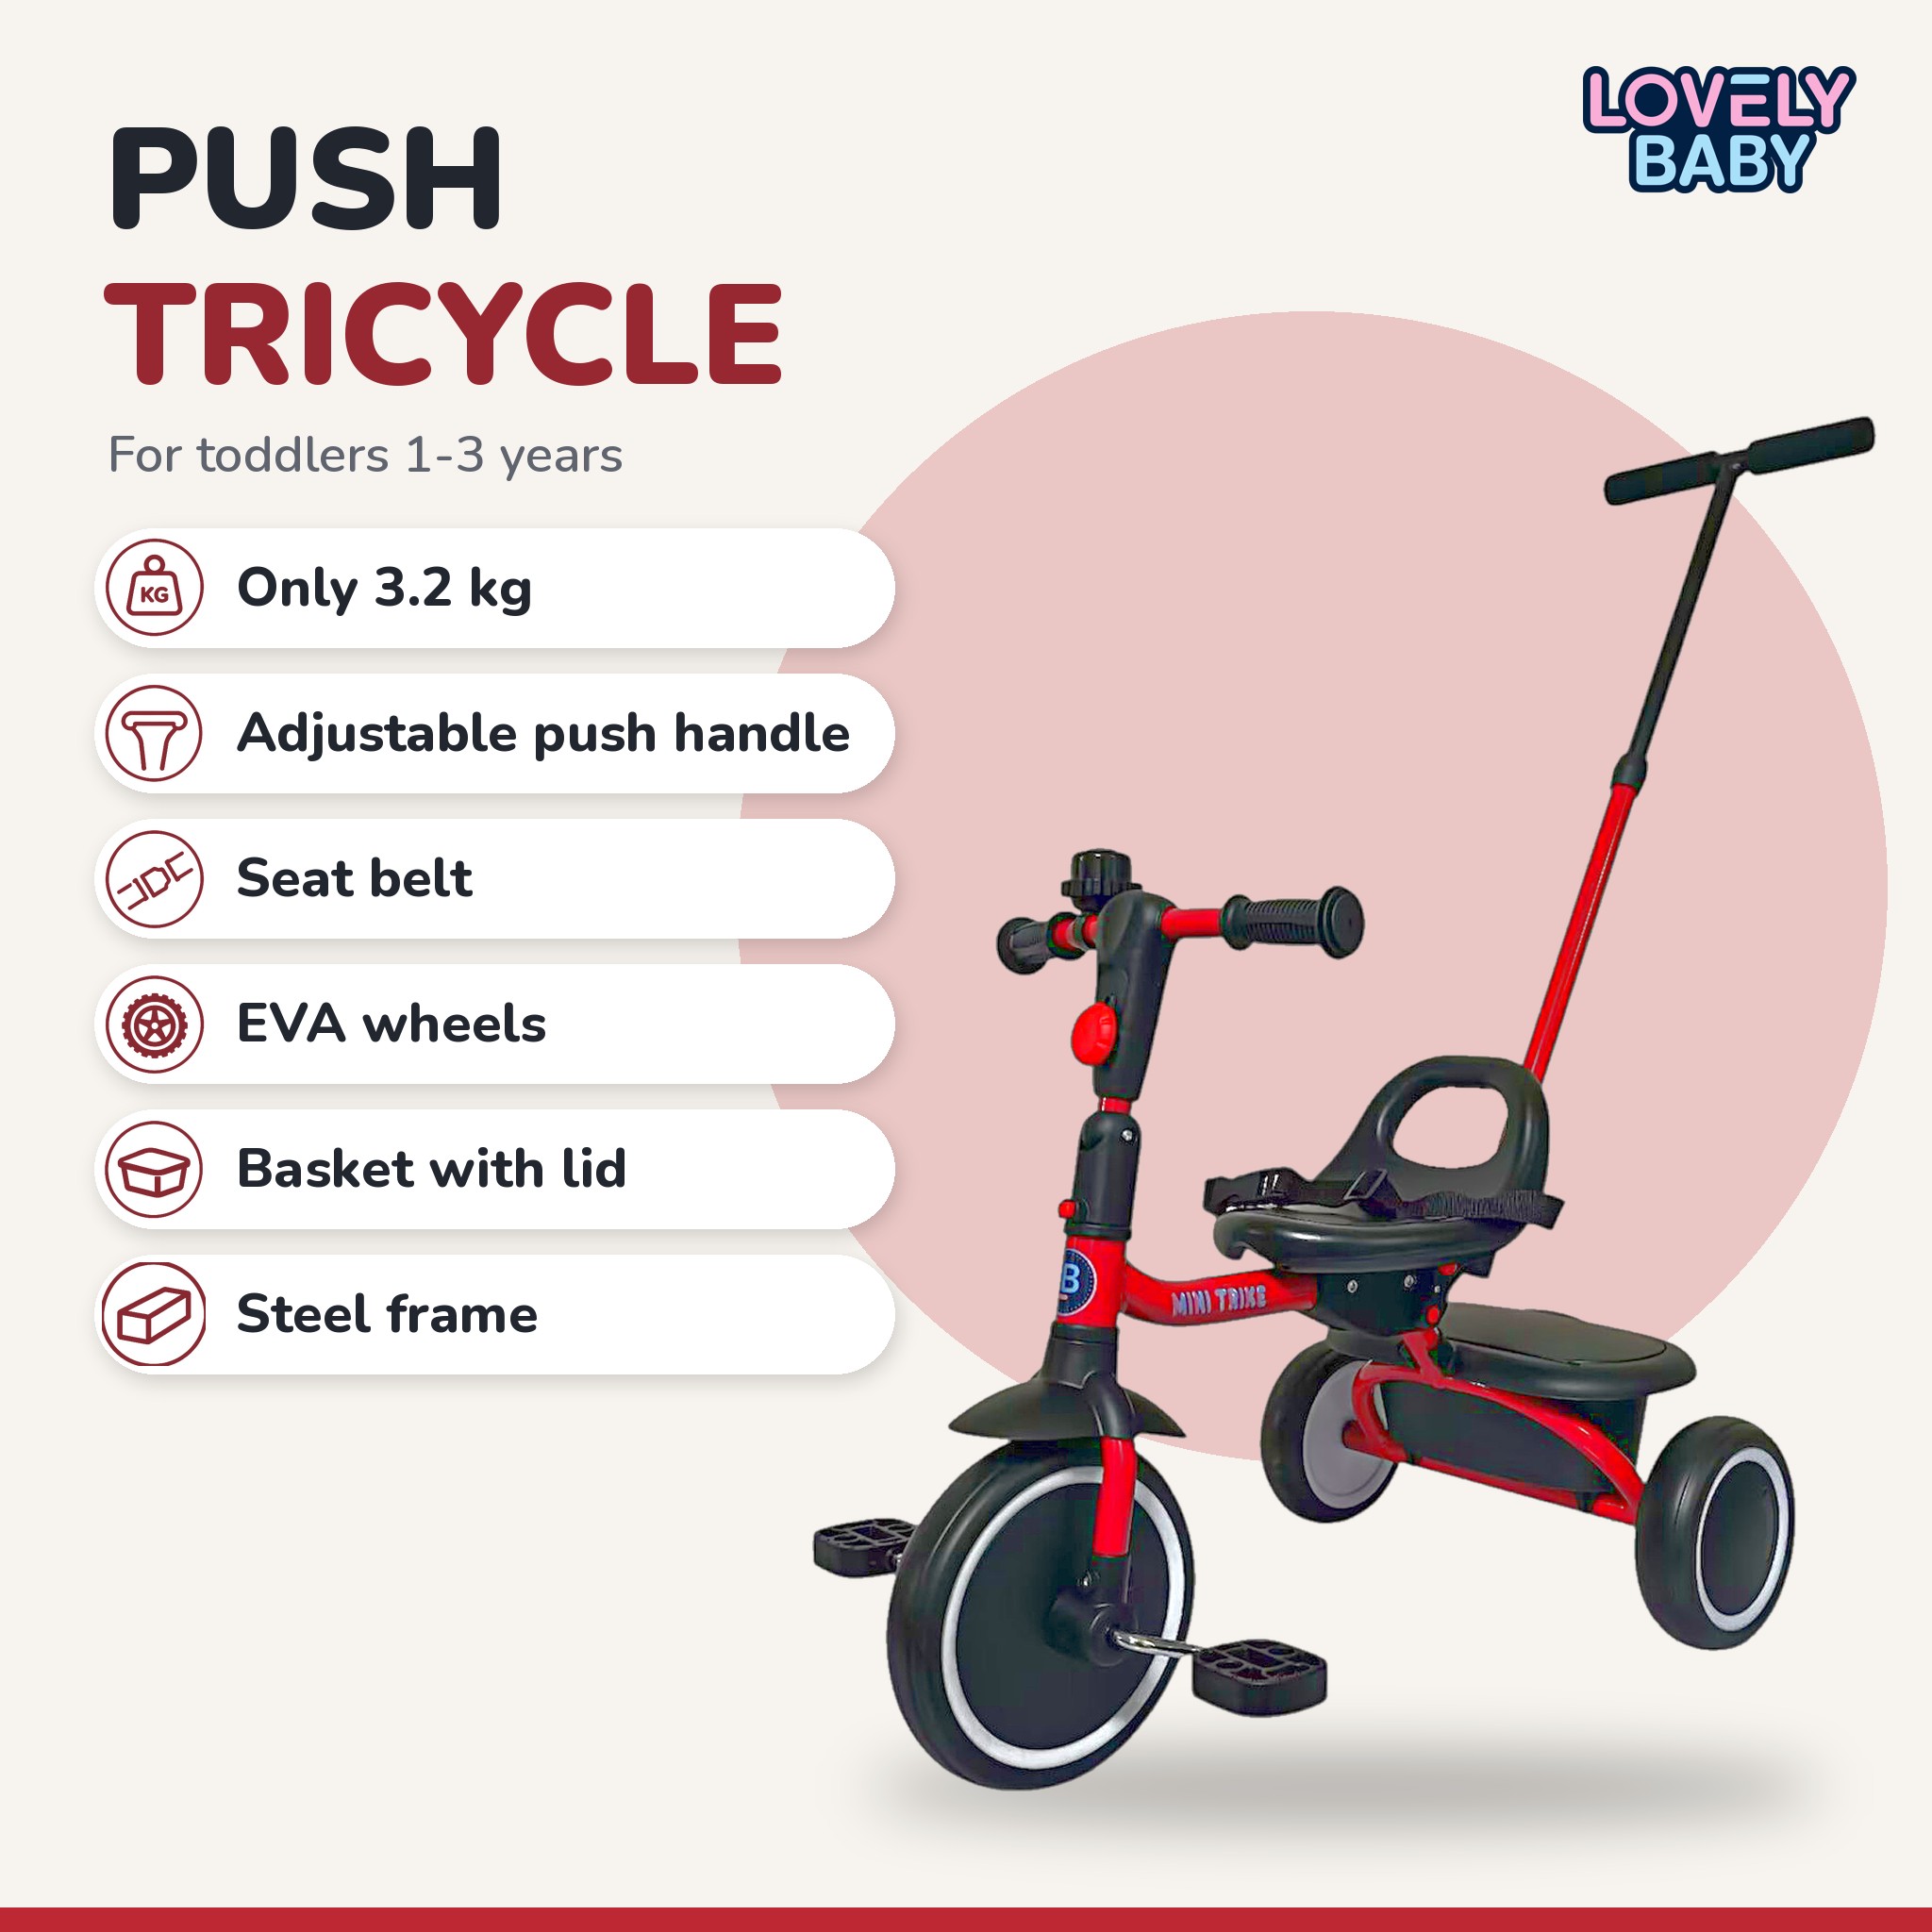 LOVELY
BABY
PUSH
TRICYCLE
For toddlers 1-3 years
KG
Only 3.2 kg
Adjustable push handle
Seat belt
EVA wheels
Basket with lid
Steel frame
B
MINI TRIKE